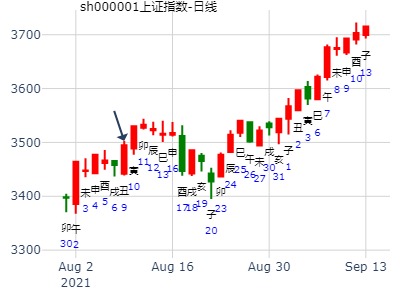 sh000001上证指数-日线
3700
3600
3500
3400
3300
卯
30
午
2
未
3
申
4
酉
5
戌
6
丑
9
寅
10
卯
11
辰
12
巳
13
申
16
酉
17
戌
18
亥
19
子
20
卯
23
辰
24
巳
25
午
26
未
27
戌
30
亥
31
子
1
丑
2
寅
3
巳
6
午
7
未
8
申
9
酉
10
子
13
Aug 2
2021
Aug 16
Aug 30
Sep 13